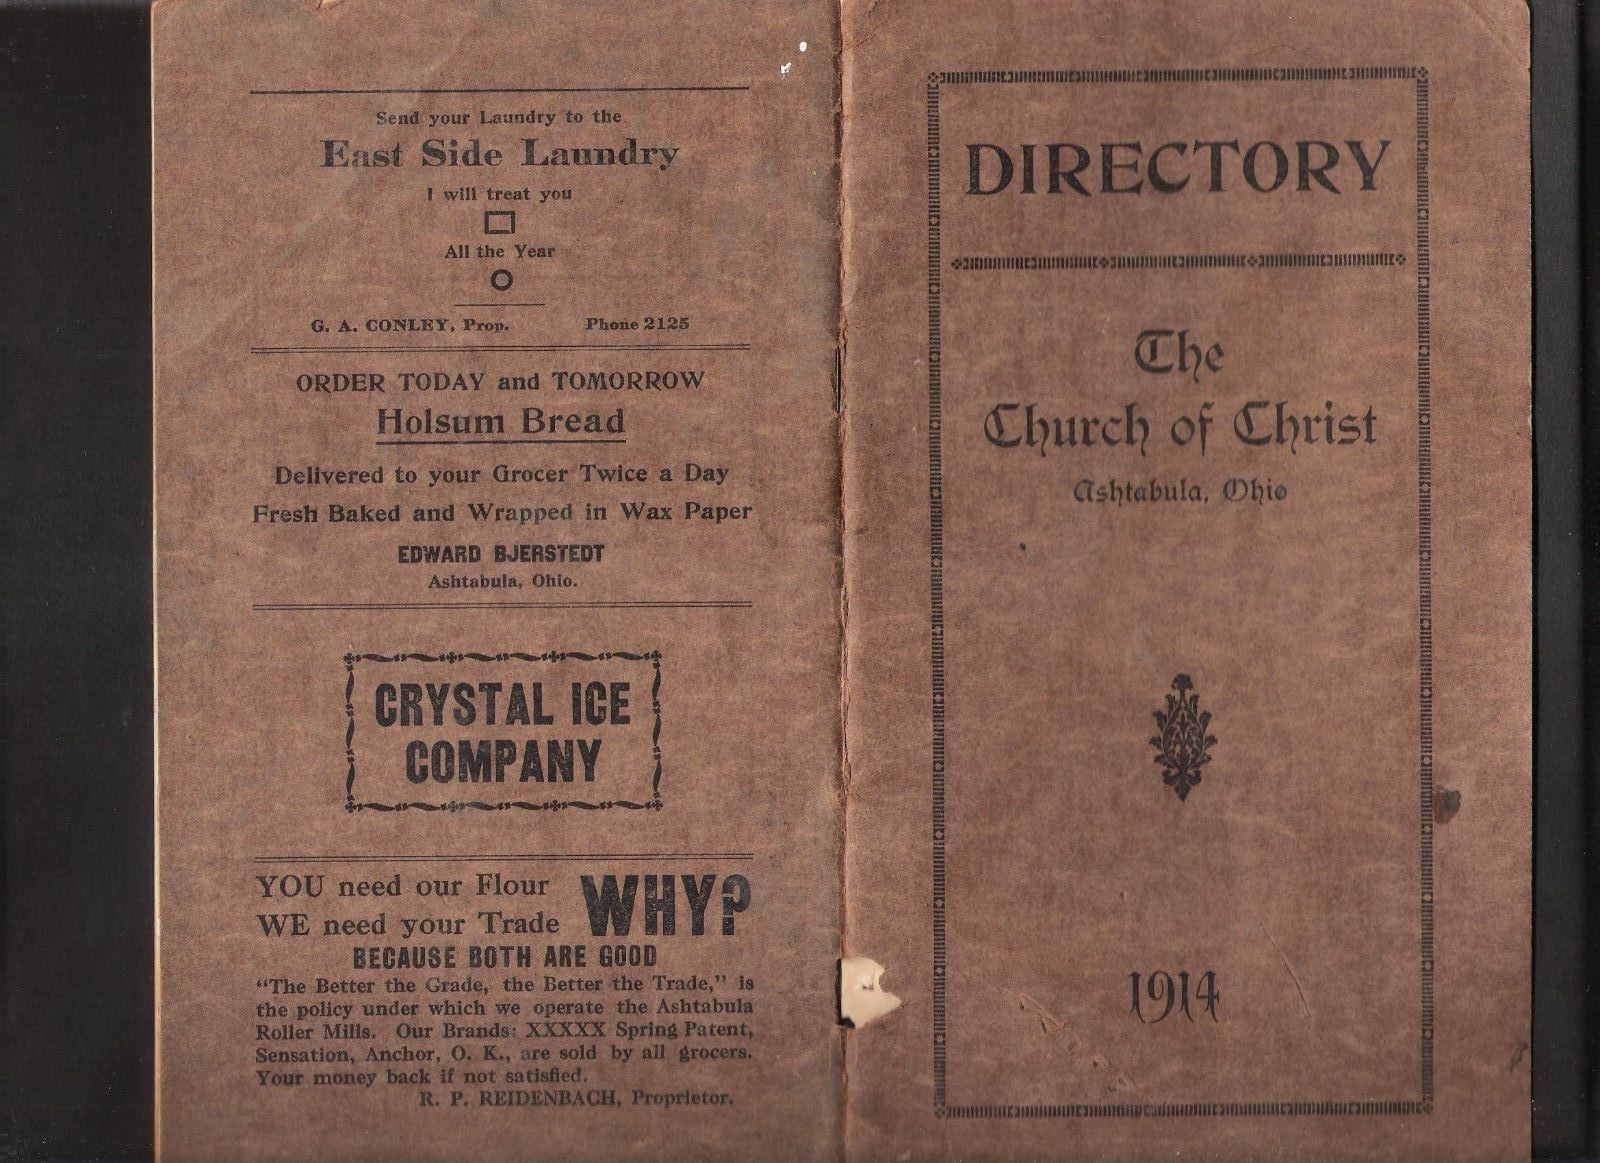 Send your Laundry to the
East Side Laundry
I will treat you
All the Year
G. A. CONLEY, Prop. Phone 2125
ORDER TODAY and TOMORROW
Holsum Bread
Delivered to your Grocer Twice a Day
Fresh Baked and Wrapped in Wax Paper
EDWARD BJERSTEDT
Ashtabula, Ohio.
CRYSTAL ICE
COMPANY
YOU need our Flour
WE need your Trade
WHY?
BECAUSE BOTH ARE GOOD
"The Better the Grade, the Better the Trade," is
the policy under which we operate the Ashtabula
Roller Mills. Our Brands: XXXXX Spring Patent,
Sensation, Anchor, O. K., are sold by all grocers.
Your money back if not satisfied.
R. P. REIDENBACH, Proprietor.
DIRECTORY
The
Church of Christ
Ashtabula, Ohio
1914